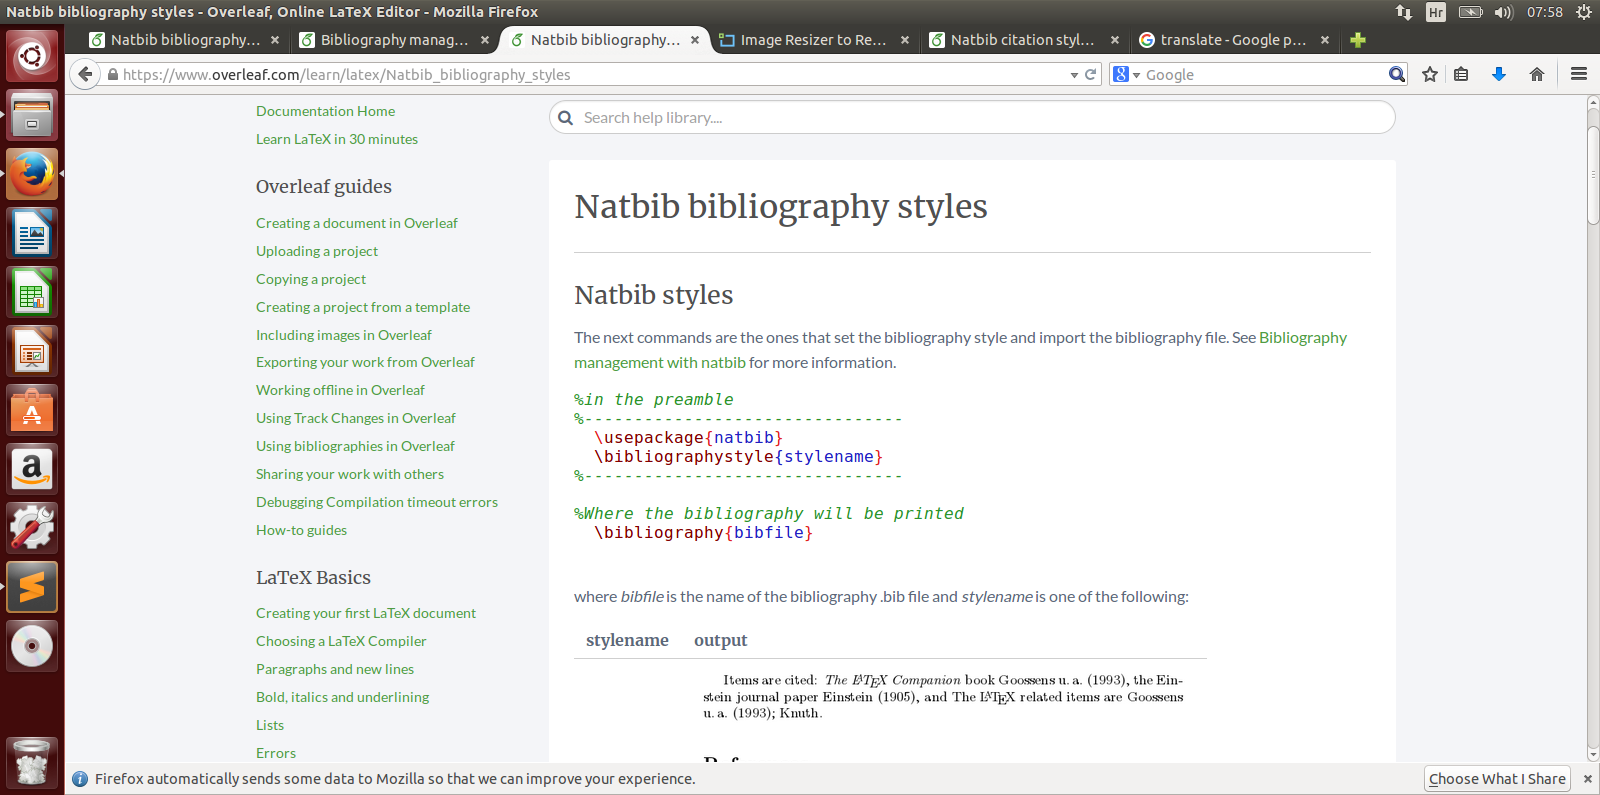 Natbib bibliography styles - Overleaf, Online LaTeX Editor - Mozilla Firefox
Hr
07:58
Natbib bibliography...
Bibliography manag...
Natbib bibliography...
Image Resizer to Re...
Natbib citation styl...
translate - Google p...
https://www.overleaf.com/learn/latex/Natbib_bibliography_styles
Google
Documentation Home
Learn LaTeX in 30 minutes
Overleaf guides
Creating a document in Overleaf
Uploading a project
Copying a project
Creating a project from a template
Including images in Overleaf
Exporting your work from Overleaf
Working offline in Overleaf
Using Track Changes in Overleaf
Using bibliographies in Overleaf
Sharing your work with others
Debugging Compilation timeout errors
How-to guides
LaTeX Basics
Creating your first LaTeX document
Choosing a LaTeX Compiler
Paragraphs and new lines
Bold, italics and underlining
Lists
Errors
Search help library....
Natbib bibliography styles
Natbib styles
The next commands are the ones that set the bibliography style and import the bibliography file. See Bibliography
management with natbib for more information.
%in the preamble
%--------------------------------
\usepackage{natbib}
\bibliographystyle{stylename}
%--------------------------------
%Where the bibliography will be printed
\bibliography{bibfile}
where bibfile is the name of the bibliography .bib file and stylename is one of the following:
stylename output
Items are cited: The LATEX Companion book Goossens u. a. (1993), the Ein-
stein journal paper Einstein (1905), and The LATEX related items are Goossens
u. a. (1993); Knuth.
Firefox automatically sends some data to Mozilla so that we can improve your experience.
Choose What I Share